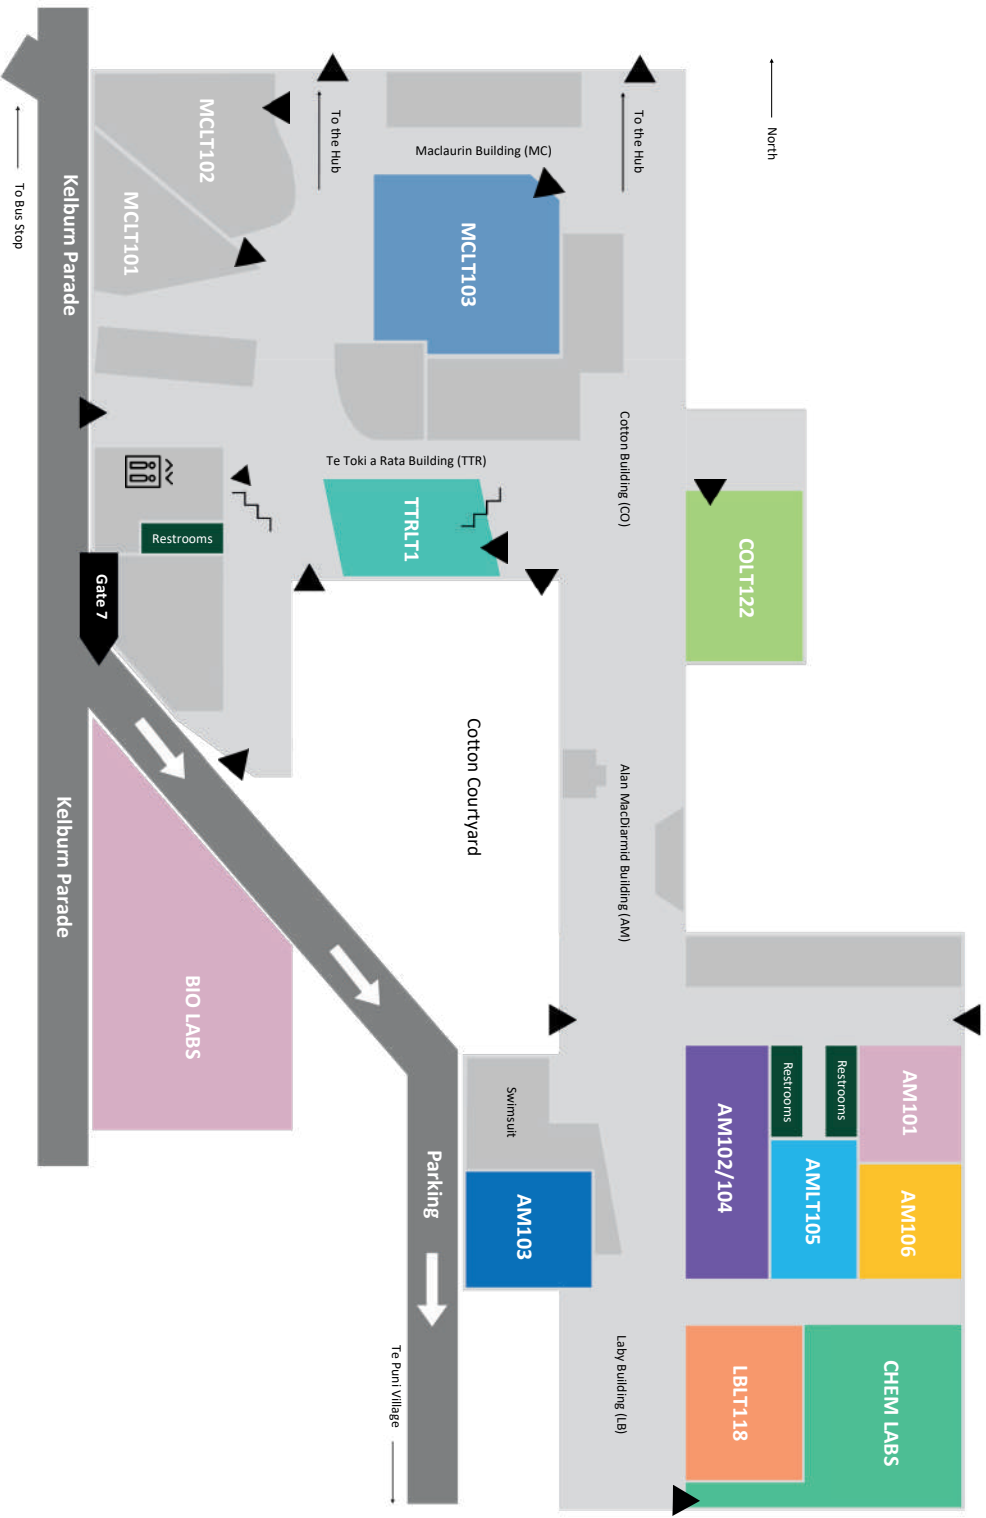 North
To the Hub
To the Hub
MCLT102
Maclaurin Building (MC)
To Bus Stop
Kelburn Parade
MCLT101
MCLT103
Te Toki a Rata Building (TTR)
Cotton Building (CO)
Restrooms
TTRLT1
COLT122
Gate 7
Cotton Courtyard
Alan MacDiarmid Building (AM)
Kelburn Parade
BIO LABS
Swimsuit
AM102/104
Restrooms
Restrooms
AM101
Parking
AM103
AMLT105
AM106
Te Puni Village
Laby Building (LB)
LBLT118
CHEM LABS